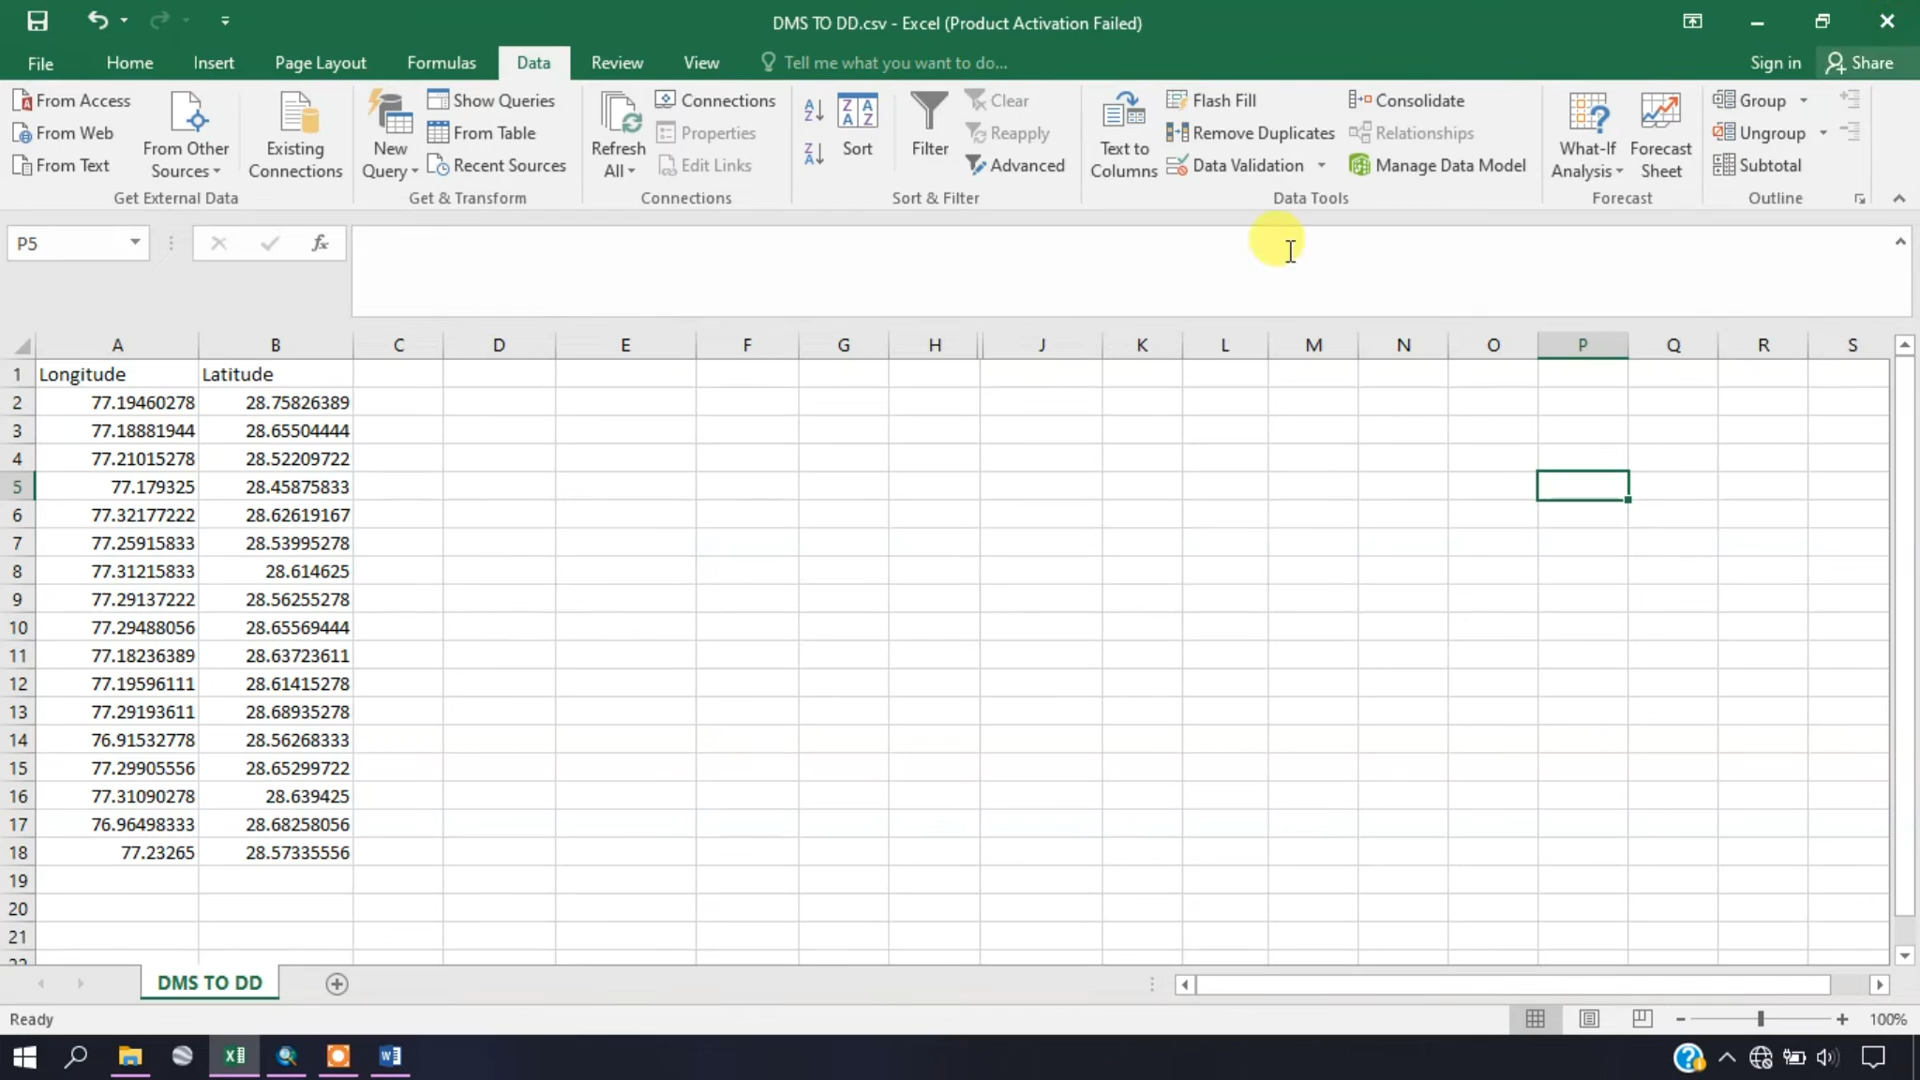 DMS TO DD.csv - Excel (Product Activation Failed)
File Home Insert Page Layout Formulas Data Review View Tell me what you want to do... Sign in Share
From Access
From Web
From Text
From Other Sources
Existing Connections
Get External Data
New Query
Show Queries
From Table
Recent Sources
Get & Transform
Refresh All
Connections
Properties
Edit Links
Connections
Sort
Filter
Clear
Reapply
Advanced
Sort & Filter
Text to Columns
Flash Fill
Remove Duplicates
Data Validation
Consolidate
Relationships
Manage Data Model
Data Tools
What-If Analysis
Forecast Sheet
Forecast
Group
Ungroup
Subtotal
Outline
P5 fx
A B C D E F G H J K L M N O P Q R S
1 Longitude Latitude
2 77.19460278 28.75826389
3 77.18881944 28.65504444
4 77.21015278 28.52209722
5 77.179325 28.45875833
6 77.32177222 28.62619167
7 77.25915833 28.53995278
8 77.31215833 28.614625
9 77.29137222 28.56255278
10 77.29488056 28.65569444
11 77.18236389 28.63723611
12 77.19596111 28.61415278
13 77.29193611 28.68935278
14 76.91532778 28.56268333
15 77.29905556 28.65299722
16 77.31090278 28.639425
17 76.96498333 28.68258056
18 77.23265 28.57335556
19
20
21
22
DMS TO DD
Ready 100%